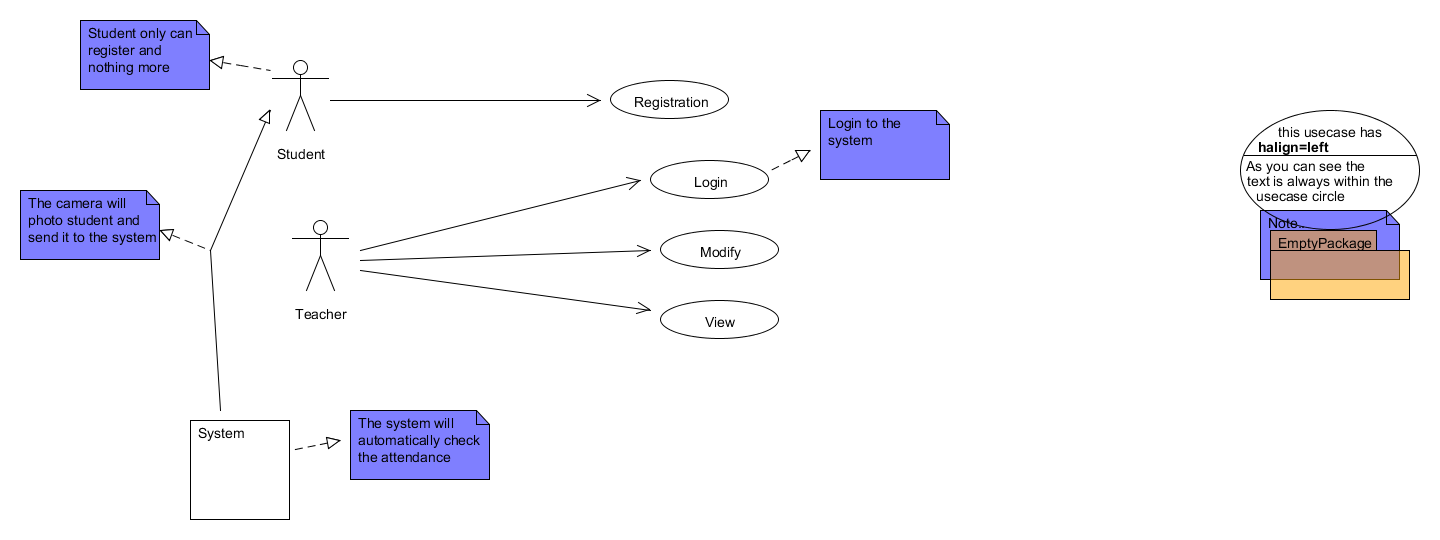 Student only can
register and
nothing more
Student
Registration
Login to the
system
Login
The camera will
photo student and
send it to the system
Modify
Teacher
View
System
The system will
automatically check
the attendance
this usecase has
halign=left
As you can see the
text is always within the
usecase circle
Note..
EmptyPackage